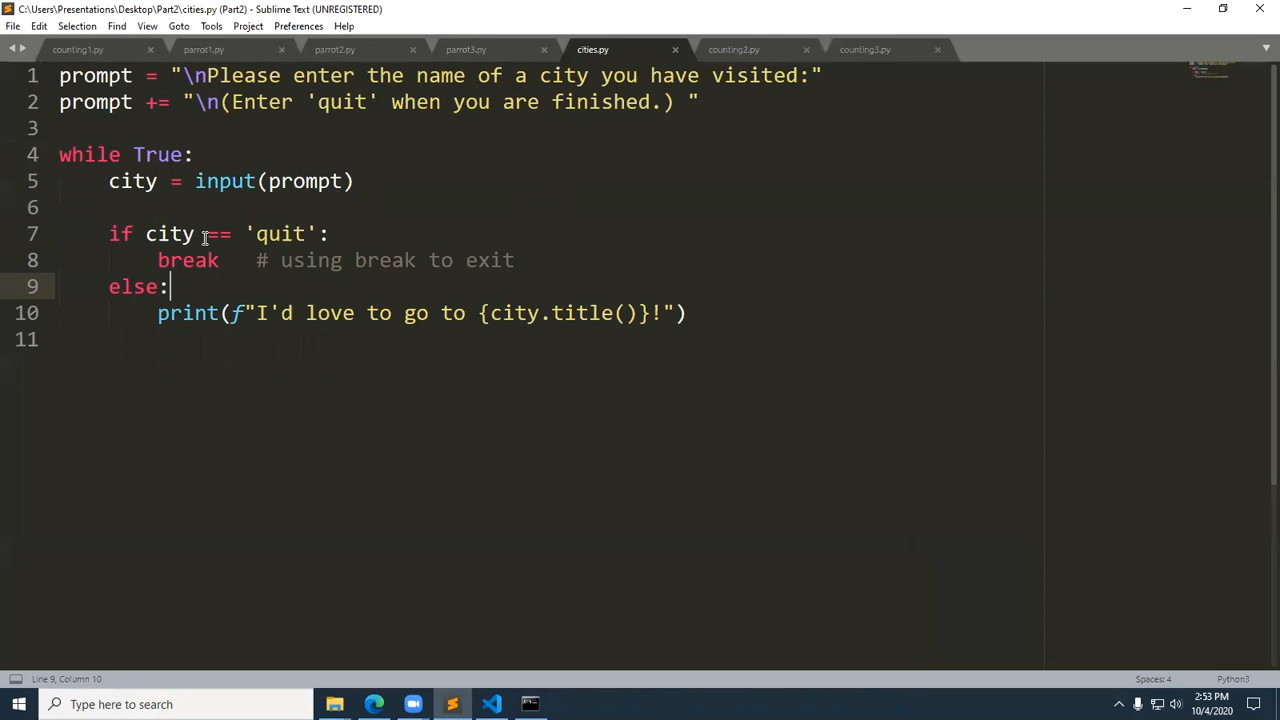 C:\Users\Presentations\Desktop\Part2\cities.py (Part2) - Sublime Text (UNREGISTERED)
File Edit Selection Find View Goto Tools Project Preferences Help
counting1.py parrot1.py parrot2.py parrot3.py cities.py counting2.py counting3.py
1 prompt = "\nPlease enter the name of a city you have visited:"
2 prompt += "\n(Enter 'quit' when you are finished.) "
3
4 while True:
5     city = input(prompt)
6
7     if city == 'quit':
8         break   # using break to exit
9     else:
10         print(f"I'd love to go to {city.title()}!")
11
Line 9, Column 10 Spaces: 4 Python3
Type here to search 2:53 PM
10/4/2020